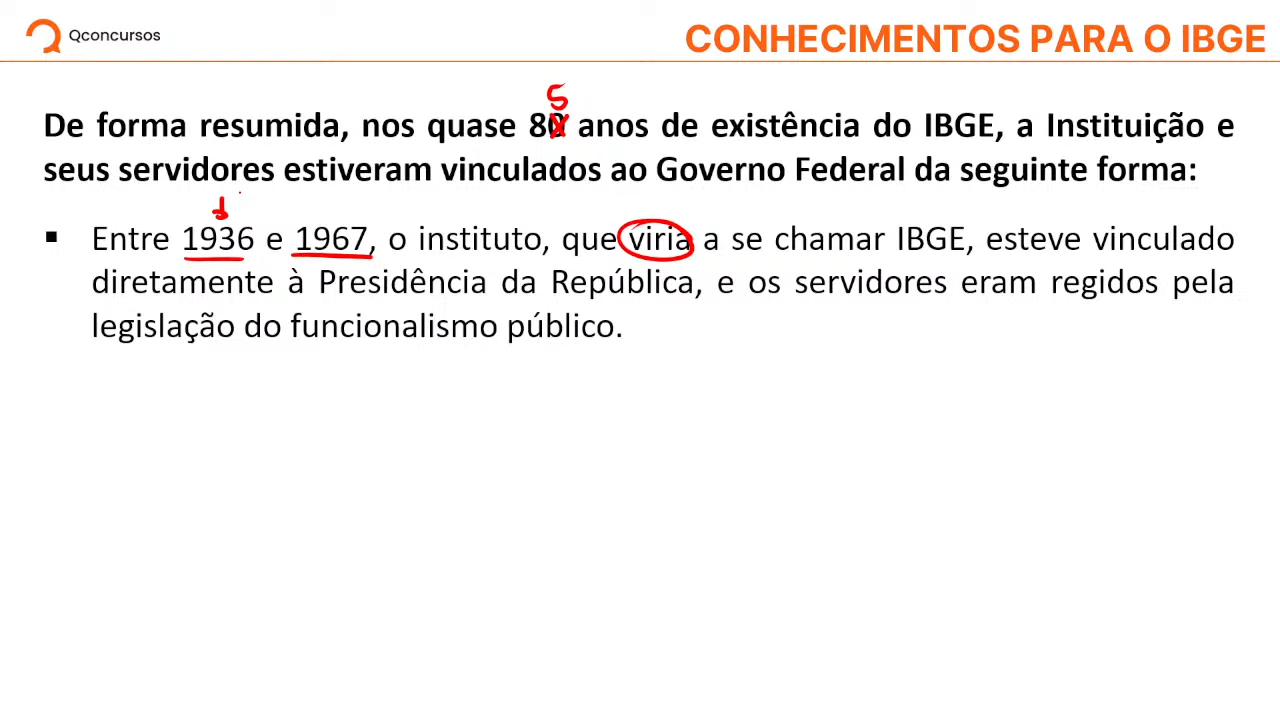 Qconcursos
CONHECIMENTOS PARA O IBGE
5
De forma resumida, nos quase 80 anos de existência do IBGE, a Instituição e
seus servidores estiveram vinculados ao Governo Federal da seguinte forma:
▪ Entre 1936 e 1967, o instituto, que viria a se chamar IBGE, esteve vinculado
diretamente à Presidência da República, e os servidores eram regidos pela
legislação do funcionalismo público.